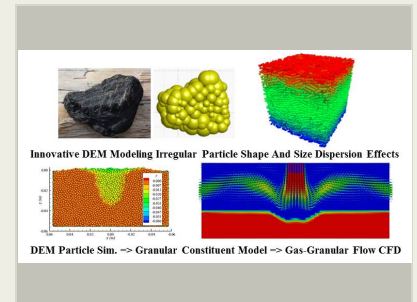 Innovative DEM Modeling Irregular Particle Shape And Size Dispersion Effects
DEM Particle Sim. => Granular Constituent Model => Gas-Granular Flow CFD